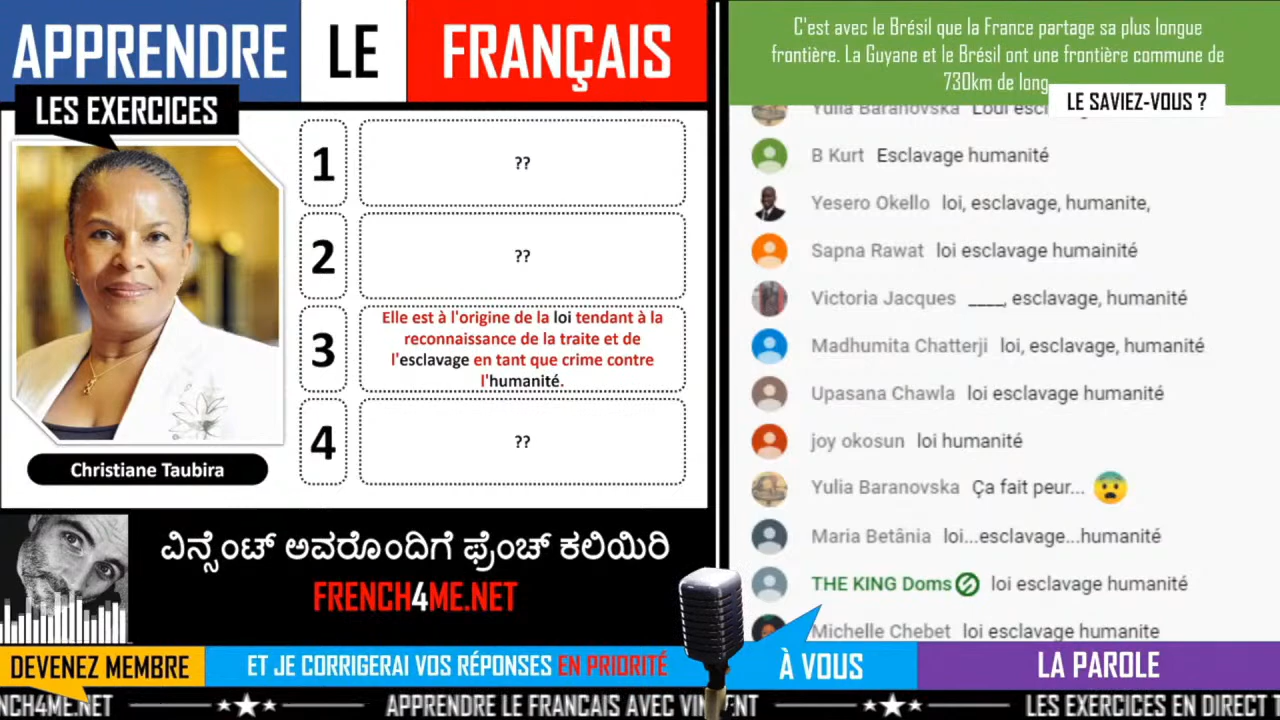 APPRENDRE LE FRANÇAIS
LES EXERCICES
1
??
2
??
3
Elle est à l'origine de la loi tendant à la
reconnaissance de la traite et de
l'esclavage en tant que crime contre
l'humanité.
4
??
Christiane Taubira
ವಿನ್ಸೆಂಟ್ ಅವರೊಂದಿಗೆ ಫ್ರೆಂಚ್ ಕಲಿಯಿರಿ
FRENCH4ME.NET
C'est avec le Brésil que la France partage sa plus longue
frontière. La Guyane et le Brésil ont une frontière commune de
730km de long
LE SAVIEZ-VOUS ?
Yulia Baranovska
B Kurt Esclavage humanité
Yesero Okello loi, esclavage, humanite,
Sapna Rawat loi esclavage humainité
Victoria Jacques ____, esclavage, humanité
Madhumita Chatterji loi, esclavage, humanité
Upasana Chawla loi esclavage humanité
joy okosun loi humanité
Yulia Baranovska Ça fait peur...
Maria Betânia loi...esclavage...humanité
THE KING Doms loi esclavage humanité
Michelle Chebet loi esclavage humanite
DEVENEZ MEMBRE
ET JE CORRIGERAI VOS RÉPONSES EN PRIORITÉ
À VOUS
LA PAROLE
NCH4ME.NET
APPRENDRE LE FRANCAIS AVEC VIN ENT
LES EXERCICES EN DIRECT